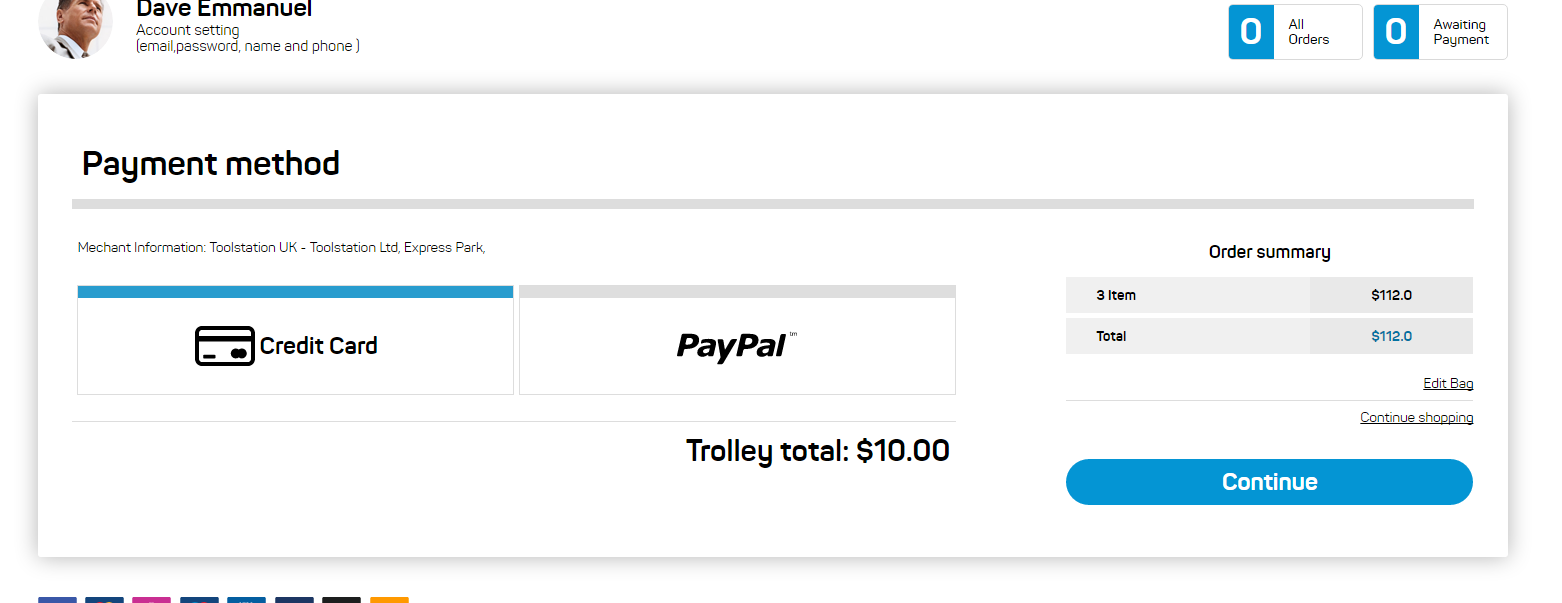 Dave Emmanuel
Account setting
(email,password, name and phone )
0
All
Orders
0
Awaiting
Payment
Payment method
Mechant Information: Toolstation UK - Toolstation Ltd, Express Park,
Credit Card
PayPal™
Trolley total: $10.00
Order summary
3 Item $112.0
Total $112.0
Edit Bag
Continue shopping
Continue